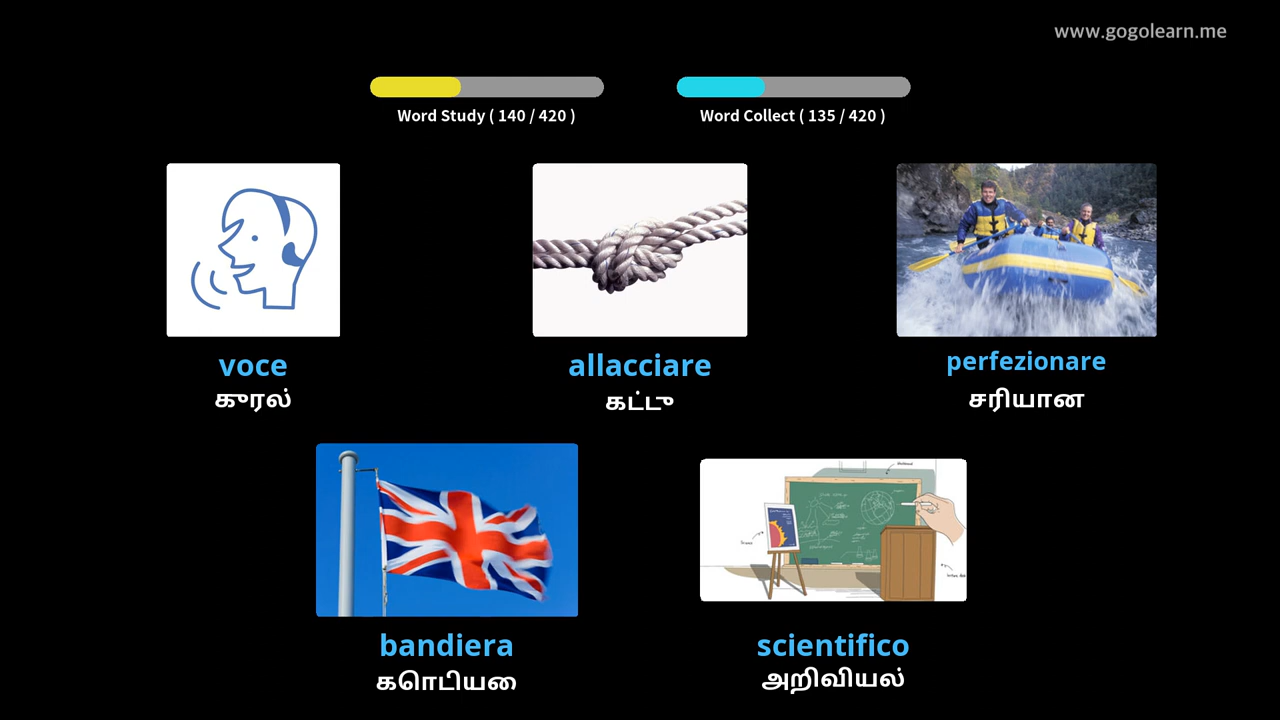 www.gogolearn.me
Word Study ( 140 / 420 )
Word Collect ( 135 / 420 )
voce
குரல்
allacciare
கட்டு
perfezionare
சரியான
bandiera
கொடியை
scientifico
அறிவியல்